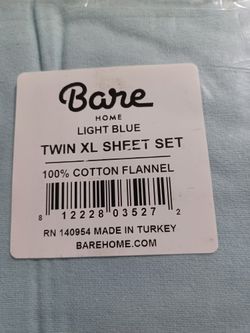 Bare
HOME
LIGHT BLUE
TWIN XL SHEET SET
100% COTTON FLANNEL
8 12228 03527 2
RN 140954 MADE IN TURKEY
BAREHOME.COM